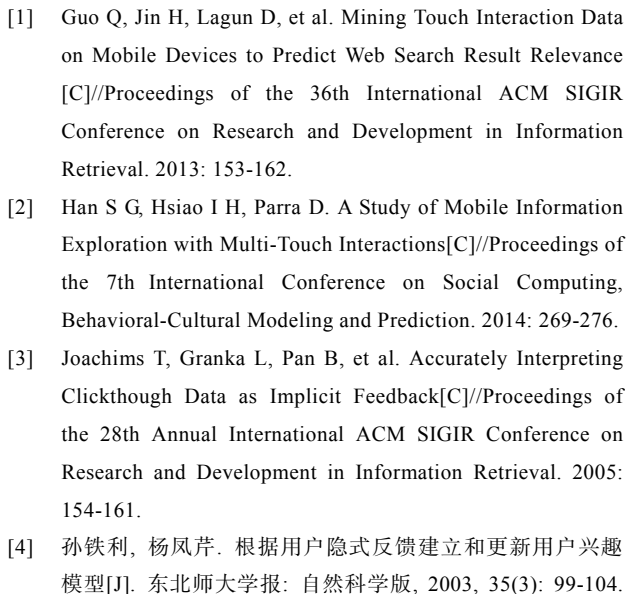 [1] Guo Q, Jin H, Lagun D, et al. Mining Touch Interaction Data
on Mobile Devices to Predict Web Search Result Relevance
[C]//Proceedings of the 36th International ACM SIGIR
Conference on Research and Development in Information
Retrieval. 2013: 153-162.
[2] Han S G, Hsiao I H, Parra D. A Study of Mobile Information
Exploration with Multi-Touch Interactions[C]//Proceedings of
the 7th International Conference on Social Computing,
Behavioral-Cultural Modeling and Prediction. 2014: 269-276.
[3] Joachims T, Granka L, Pan B, et al. Accurately Interpreting
Clickthough Data as Implicit Feedback[C]//Proceedings of
the 28th Annual International ACM SIGIR Conference on
Research and Development in Information Retrieval. 2005:
154-161.
[4] 孙铁利, 杨凤芹. 根据用户隐式反馈建立和更新用户兴趣
模型[J]. 东北师大学报: 自然科学版, 2003, 35(3): 99-104.